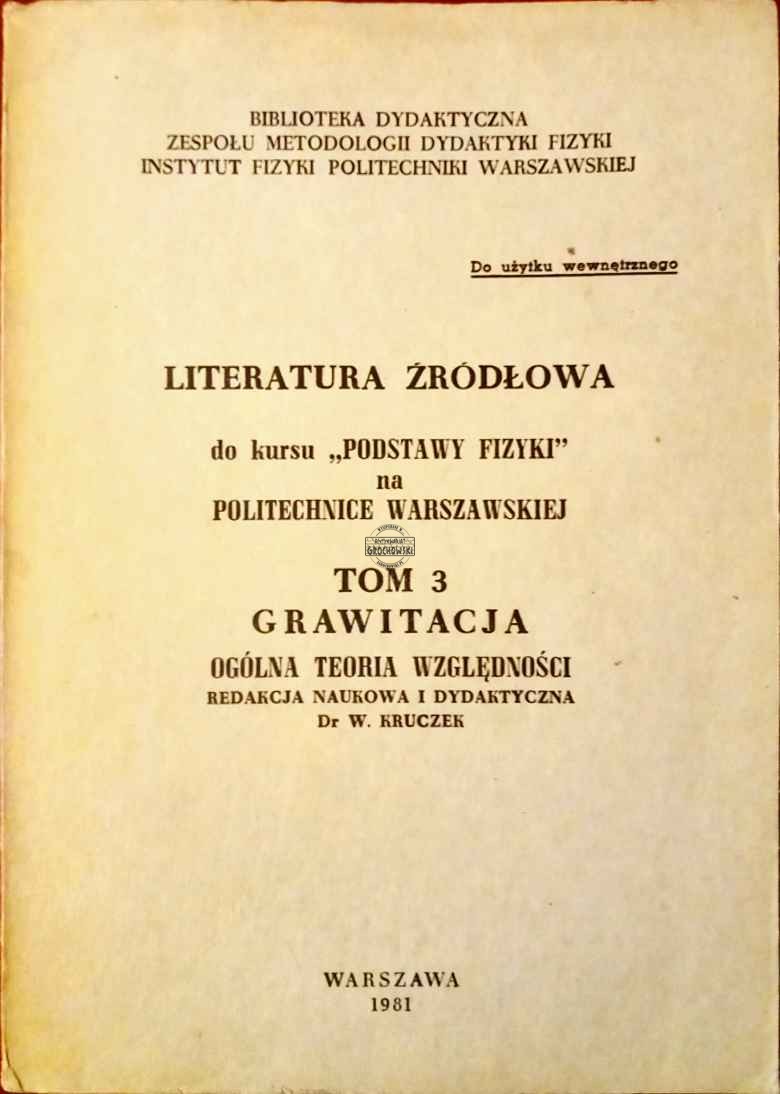 BIBLIOTEKA DYDAKTYCZNA
ZESPOŁU METODOLOGII DYDAKTYKI FIZYKI
INSTYTUT FIZYKI POLITECHNIKI WARSZAWSKIEJ
Do użytku wewnętrznego
LITERATURA ŹRÓDŁOWA
do kursu „PODSTAWY FIZYKI”
na
POLITECHNICE WARSZAWSKIEJ
GROCHOWSKI
TOM 3
GRAWITACJA
OGÓLNA TEORIA WZGLĘDNOŚCI
REDAKCJA NAUKOWA I DYDAKTYCZNA
Dr W. KRUCZEK
WARSZAWA
1981